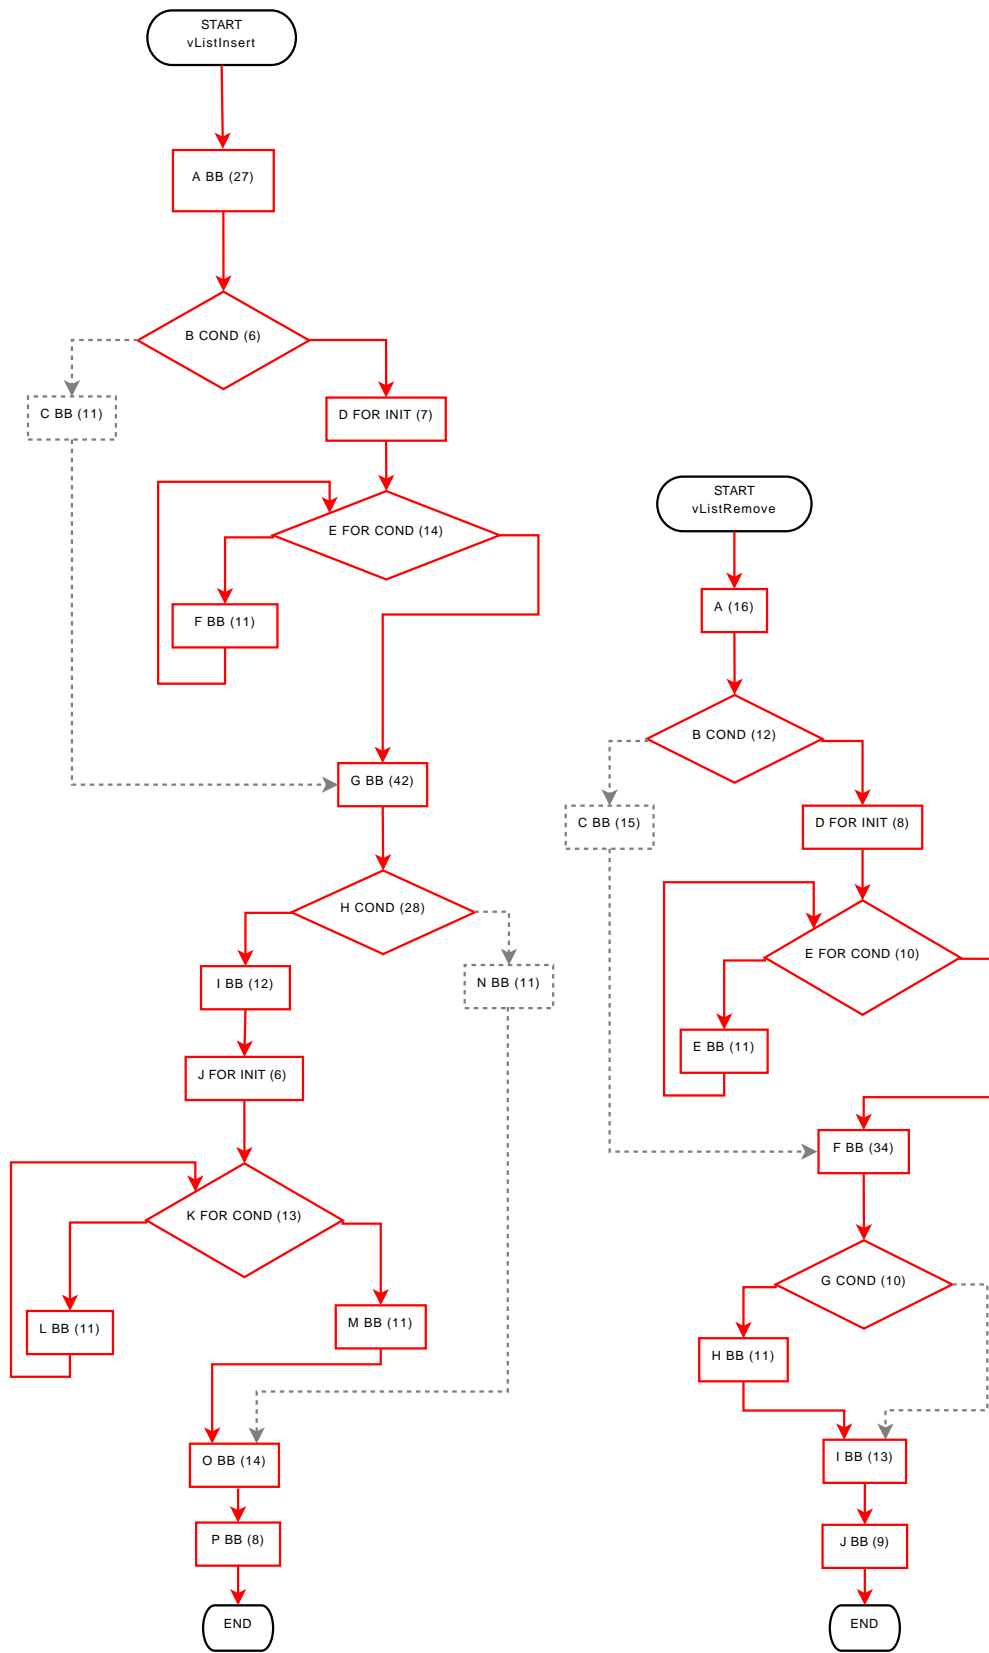 START
vListInsert
A BB (27)
B COND (6)
C BB (11)
D FOR INIT (7)
E FOR COND (14)
F BB (11)
G BB (42)
H COND (28)
I BB (12)
N BB (11)
J FOR INIT (6)
K FOR COND (13)
L BB (11)
M BB (11)
O BB (14)
P BB (8)
END
START
vListRemove
A (16)
B COND (12)
C BB (15)
D FOR INIT (8)
E FOR COND (10)
E BB (11)
F BB (34)
G COND (10)
H BB (11)
I BB (13)
J BB (9)
END